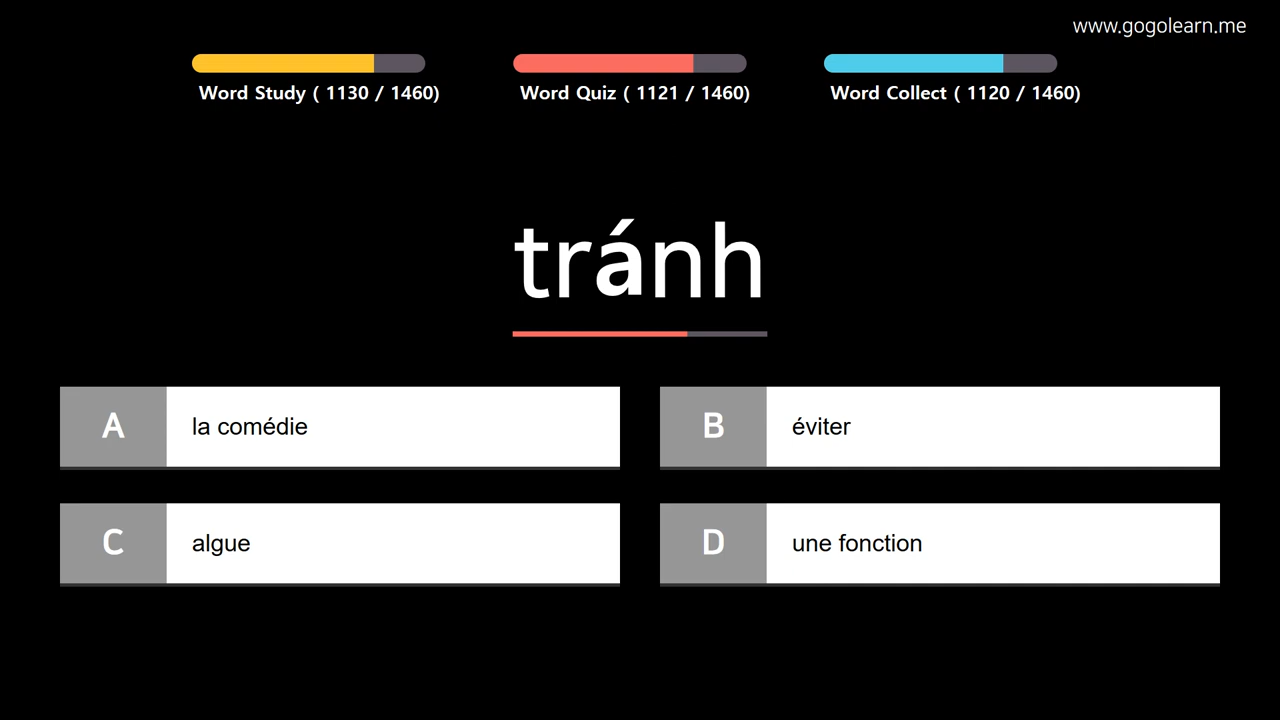 www.gogolearn.me
Word Study ( 1130 / 1460)
Word Quiz ( 1121 / 1460)
Word Collect ( 1120 / 1460)
tránh
A la comédie
B éviter
C algue
D une fonction